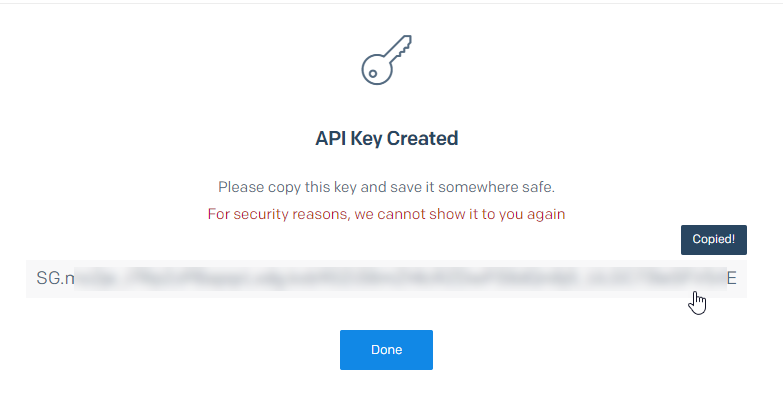 API Key Created
Please copy this key and save it somewhere safe.
For security reasons, we cannot show it to you again
Copied!
SG.m E
Done